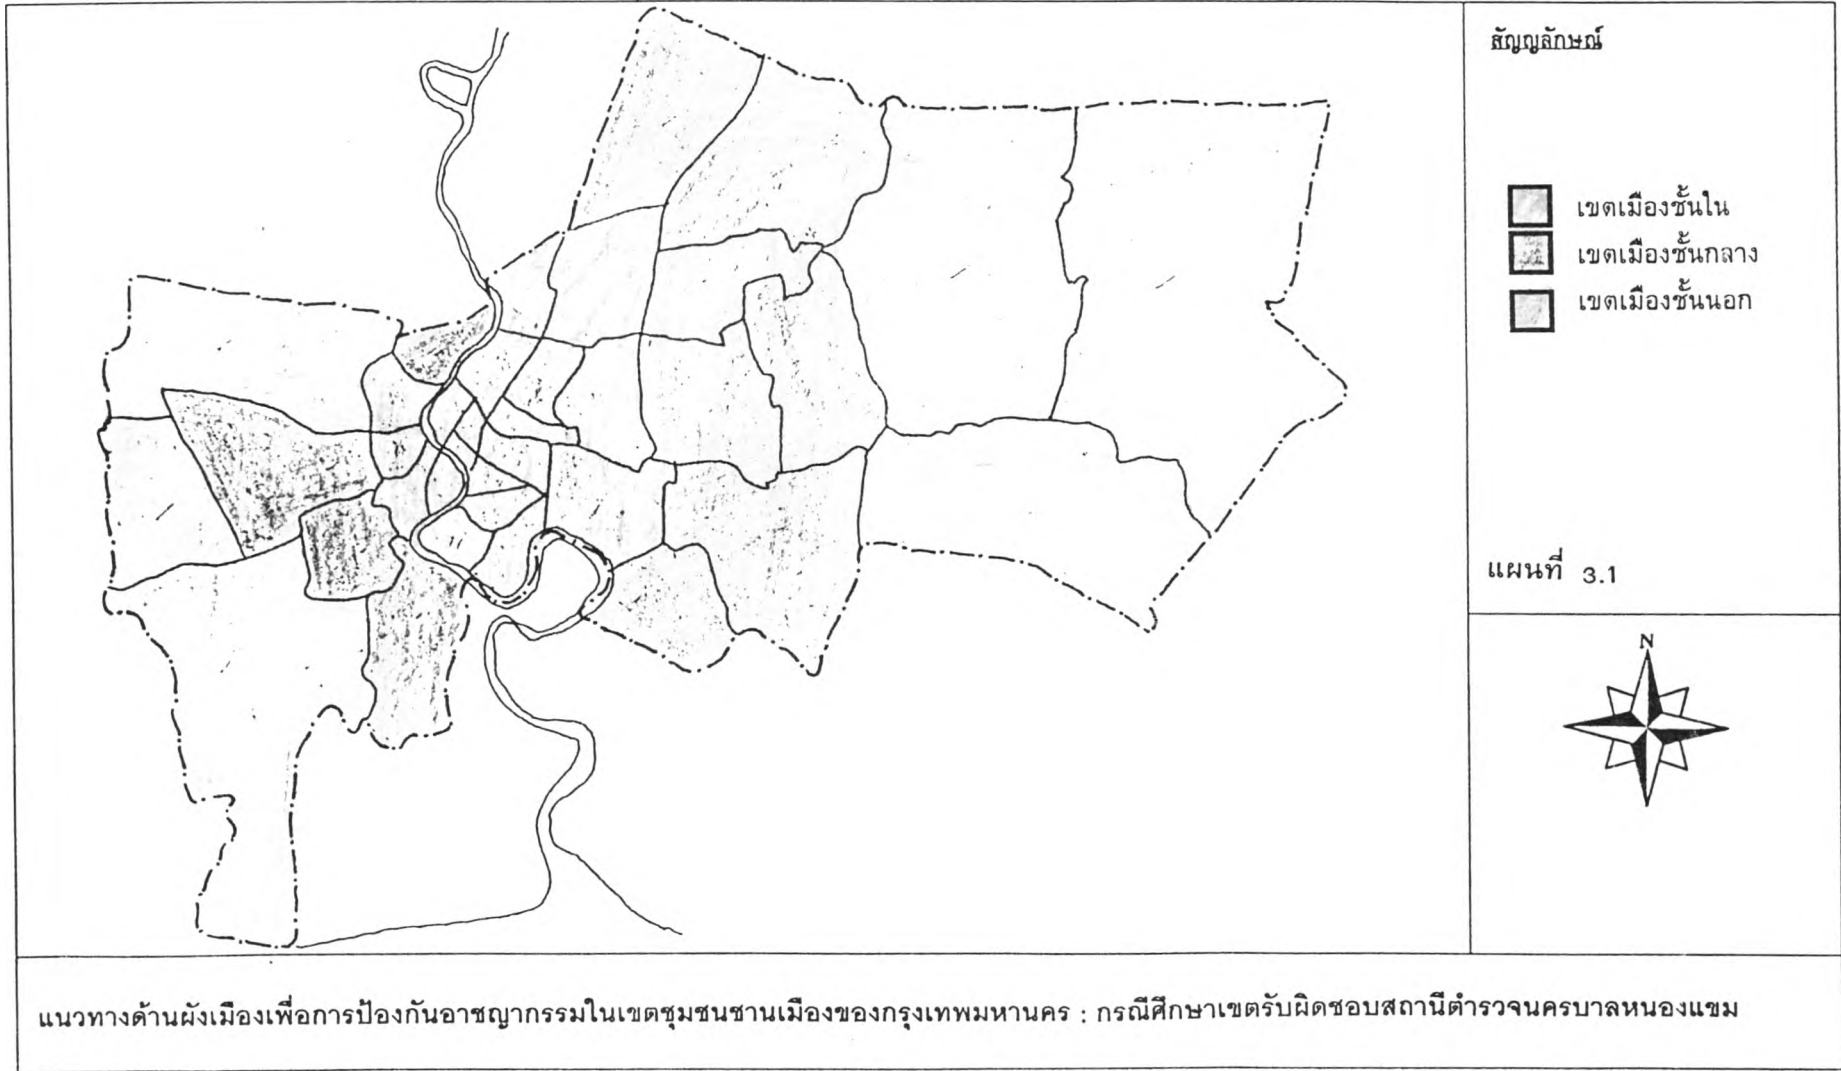 สัญญลักษณ์
เขตเมืองชั้นใน
เขตเมืองชั้นกลาง
เขตเมืองชั้นนอก
แผนที่ 3.1
N
แนวทางด้านผังเมืองเพื่อการป้องกันอาชญากรรมในเขตชุมชนชานเมืองของกรุงเทพมหานคร : กรณีศึกษาเขตรับผิดชอบสถานีตำรวจนครบาลหนองแขม